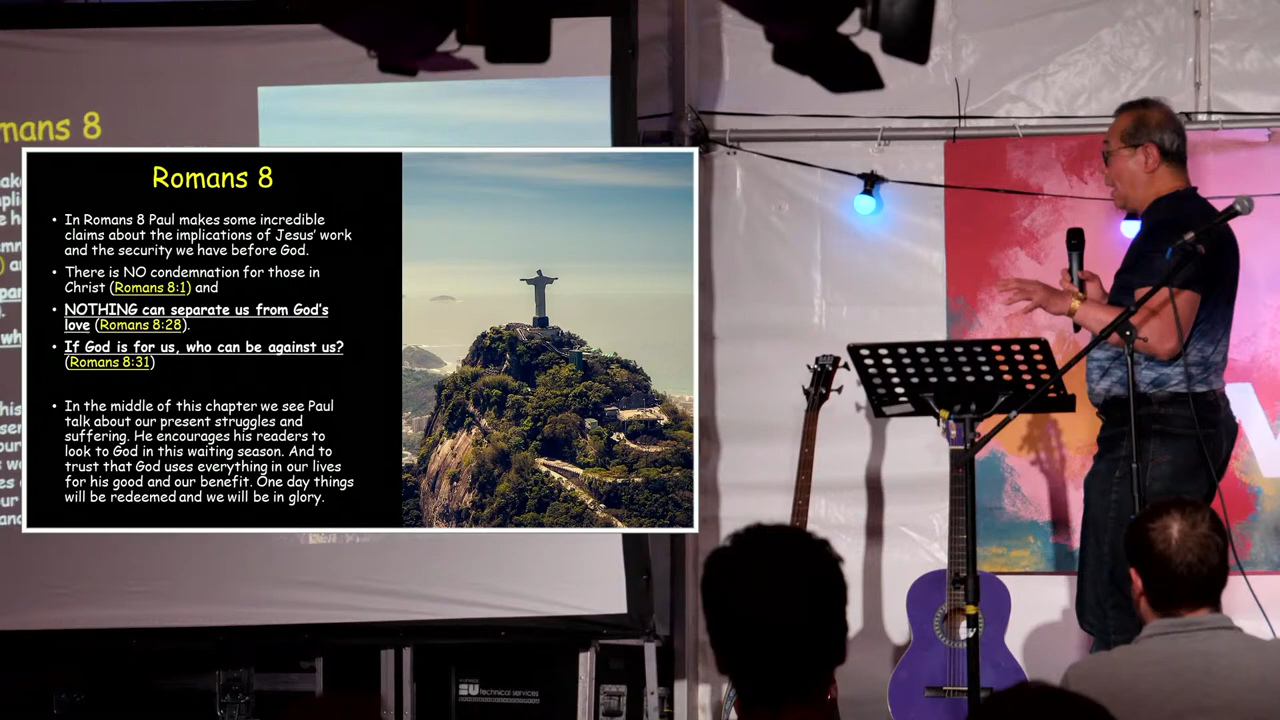 mans 8
Romans 8
• In Romans 8 Paul makes some incredible
claims about the implications of Jesus' work
and the security we have before God.
• There is NO condemnation for those in
Christ (Romans 8:1) and
• NOTHING can separate us from God's
love (Romans 8:28).
• If God is for us, who can be against us?
(Romans 8:31)
• In the middle of this chapter we see Paul
talk about our present struggles and
suffering. He encourages his readers to
look to God in this waiting season. And to
trust that God uses everything in our lives
for his good and our benefit. One day things
will be redeemed and we will be in glory.
technical services